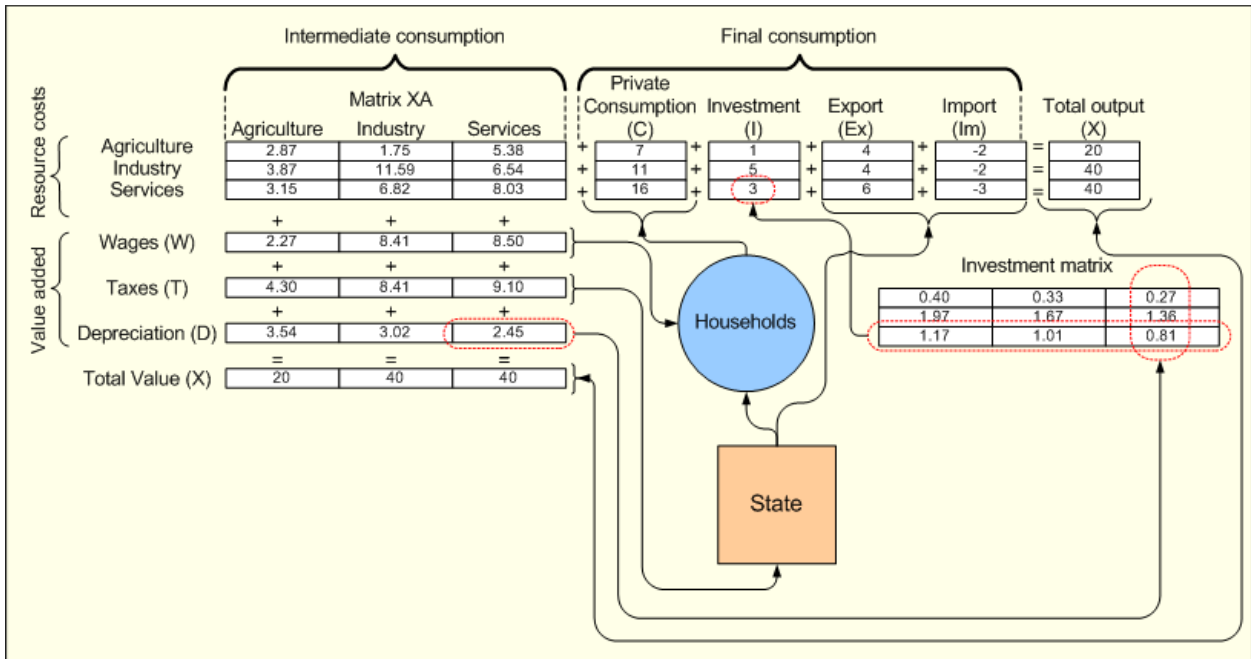 Intermediate consumption
Final consumption
Resource costs
Matrix XA
Private
Consumption
(C)
Investment
(I)
Export
(Ex)
Import
(Im)
Total output
(X)
Agriculture Industry Services
Agriculture 2.87 1.75 5.38 + 7 + 1 + 4 + -2 = 20
Industry 3.87 11.59 6.54 + 11 + 5 + 4 + -2 = 40
Services 3.15 6.82 8.03 + 16 + 3 + 6 + -3 = 40
+ + +
Value added
Wages (W) 2.27 8.41 8.50
+ + +
Taxes (T) 4.30 8.41 9.10
+ + +
Depreciation (D) 3.54 3.02 2.45
= = =
Total Value (X) 20 40 40
Investment matrix
0.40 0.33 0.27
1.97 1.67 1.36
1.17 1.01 0.81
Households
State